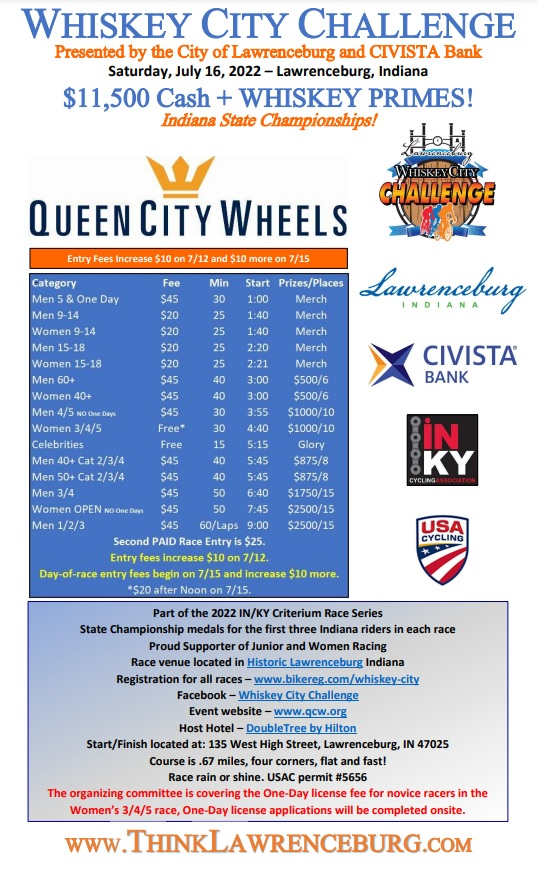 WHISKEY CITY CHALLENGE
Presented by the City of Lawrenceburg and CIVISTA Bank
Saturday, July 16, 2022 – Lawrenceburg, Indiana
$11,500 Cash + WHISKEY PRIMES!
Indiana State Championships!
QUEEN CITY WHEELS
Lawrenceburg
WHISKEY CITY
CHALLENGE
Entry Fees Increase $10 on 7/12 and $10 more on 7/15
Category Fee Min Start Prizes/Places
Men 5 & One Day $45 30 1:00 Merch
Men 9-14 $20 25 1:40 Merch
Women 9-14 $20 25 1:40 Merch
Men 15-18 $20 25 2:20 Merch
Women 15-18 $20 25 2:21 Merch
Men 60+ $45 40 3:00 $500/6
Women 40+ $45 40 3:00 $500/6
Men 4/5 NO One Days $45 30 3:55 $1000/10
Women 3/4/5 Free* 30 4:40 $1000/10
Celebrities Free 15 5:15 Glory
Men 40+ Cat 2/3/4 $45 40 5:45 $875/8
Men 50+ Cat 2/3/4 $45 40 5:45 $875/8
Men 3/4 $45 50 6:40 $1750/15
Women OPEN NO One Days $45 50 7:45 $2500/15
Men 1/2/3 $45 60/Laps 9:00 $2500/15
Second PAID Race Entry is $25.
Entry fees increase $10 on 7/12.
Day-of-race entry fees begin on 7/15 and increase $10 more.
*$20 after Noon on 7/15.
Lawrenceburg
INDIANA
CIVISTA®
BANK
IN
KY
CYCLINGASSOCIATION
USA
CYCLING
Part of the 2022 IN/KY Criterium Race Series
State Championship medals for the first three Indiana riders in each race
Proud Supporter of Junior and Women Racing
Race venue located in Historic Lawrenceburg Indiana
Registration for all races – www.bikereg.com/whiskey-city
Facebook – Whiskey City Challenge
Event website – www.qcw.org
Host Hotel – DoubleTree by Hilton
Start/Finish located at: 135 West High Street, Lawrenceburg, IN 47025
Course is .67 miles, four corners, flat and fast!
Race rain or shine. USAC permit #5656
The organizing committee is covering the One-Day license fee for novice racers in the
Women's 3/4/5 race, One-Day license applications will be completed onsite.
WWW.THINKLAWRENCEBURG.COM